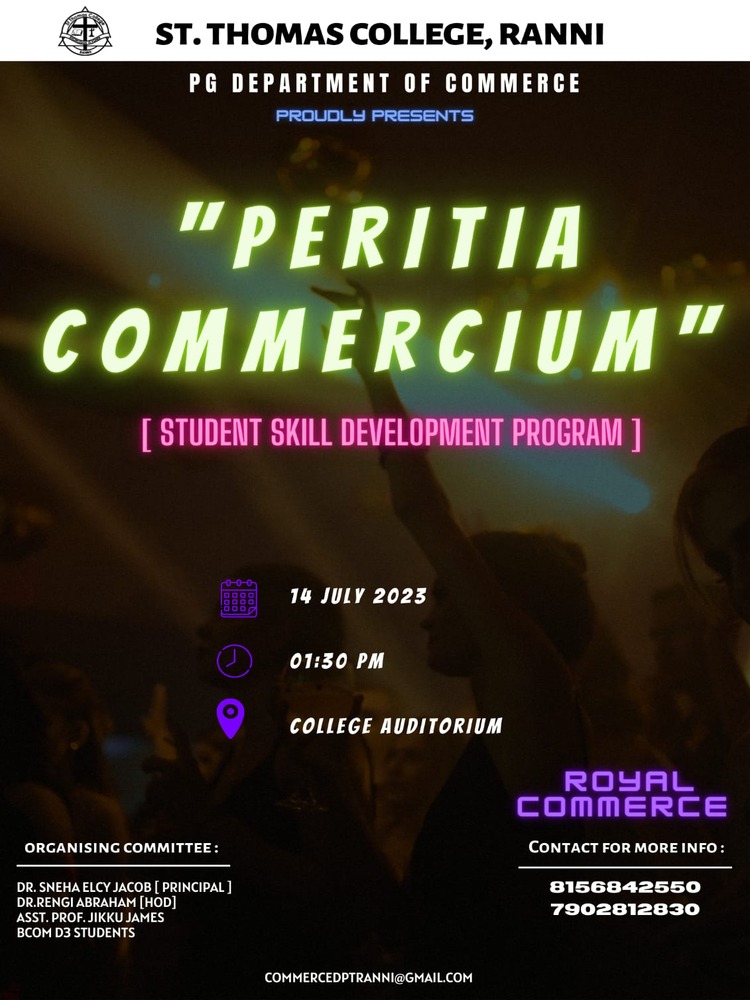 ST. THOMAS COLLEGE, RANNI
PG DEPARTMENT OF COMMERCE
PROUDLY PRESENTS
"PERITIA
COMMERCIUM"
[ STUDENT SKILL DEVELOPMENT PROGRAM ]
14 JULY 2023
01:30 PM
COLLEGE AUDITORIUM
ROYAL
COMMERCE
ORGANISING COMMITTEE :
DR. SNEHA ELCY JACOB [ PRINCIPAL ]
DR.RENGI ABRAHAM [HOD]
ASST. PROF. JIKKU JAMES
BCOM D3 STUDENTS
CONTACT FOR MORE INFO :
8156842550
7902812830
COMMERCEDPTRANNI@GMAIL.COM